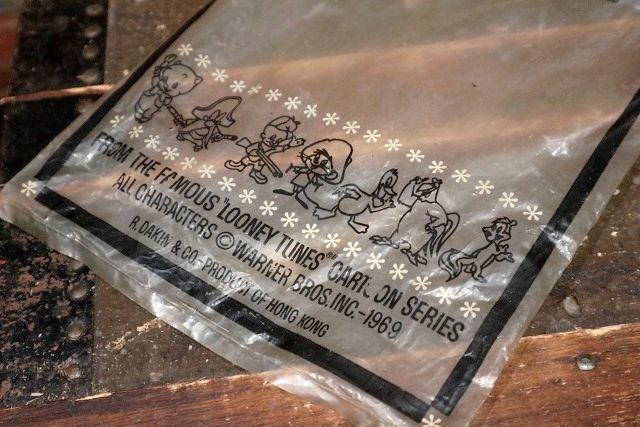 FROM THE FAMOUS 'LOONEY TUNES' ® CARTOON SERIES
ALL CHARACTERS © WARNER BROS. INC.-1969
R. DAKIN & CO.-PRODUCT OF HONG KONG